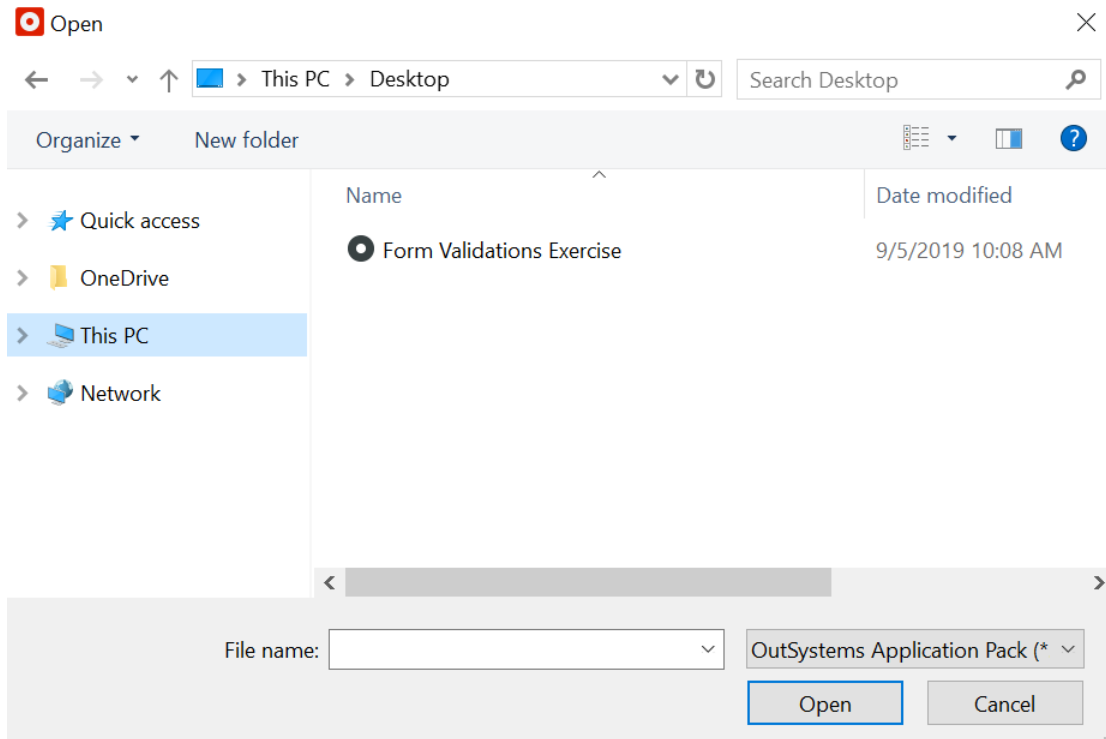 Open
This PC > Desktop
Search Desktop
Organize
New folder
?
Name
Date modified
Quick access
Form Validations Exercise
9/5/2019 10:08 AM
OneDrive
This PC
Network
File name:
OutSystems Application Pack (*
Open
Cancel